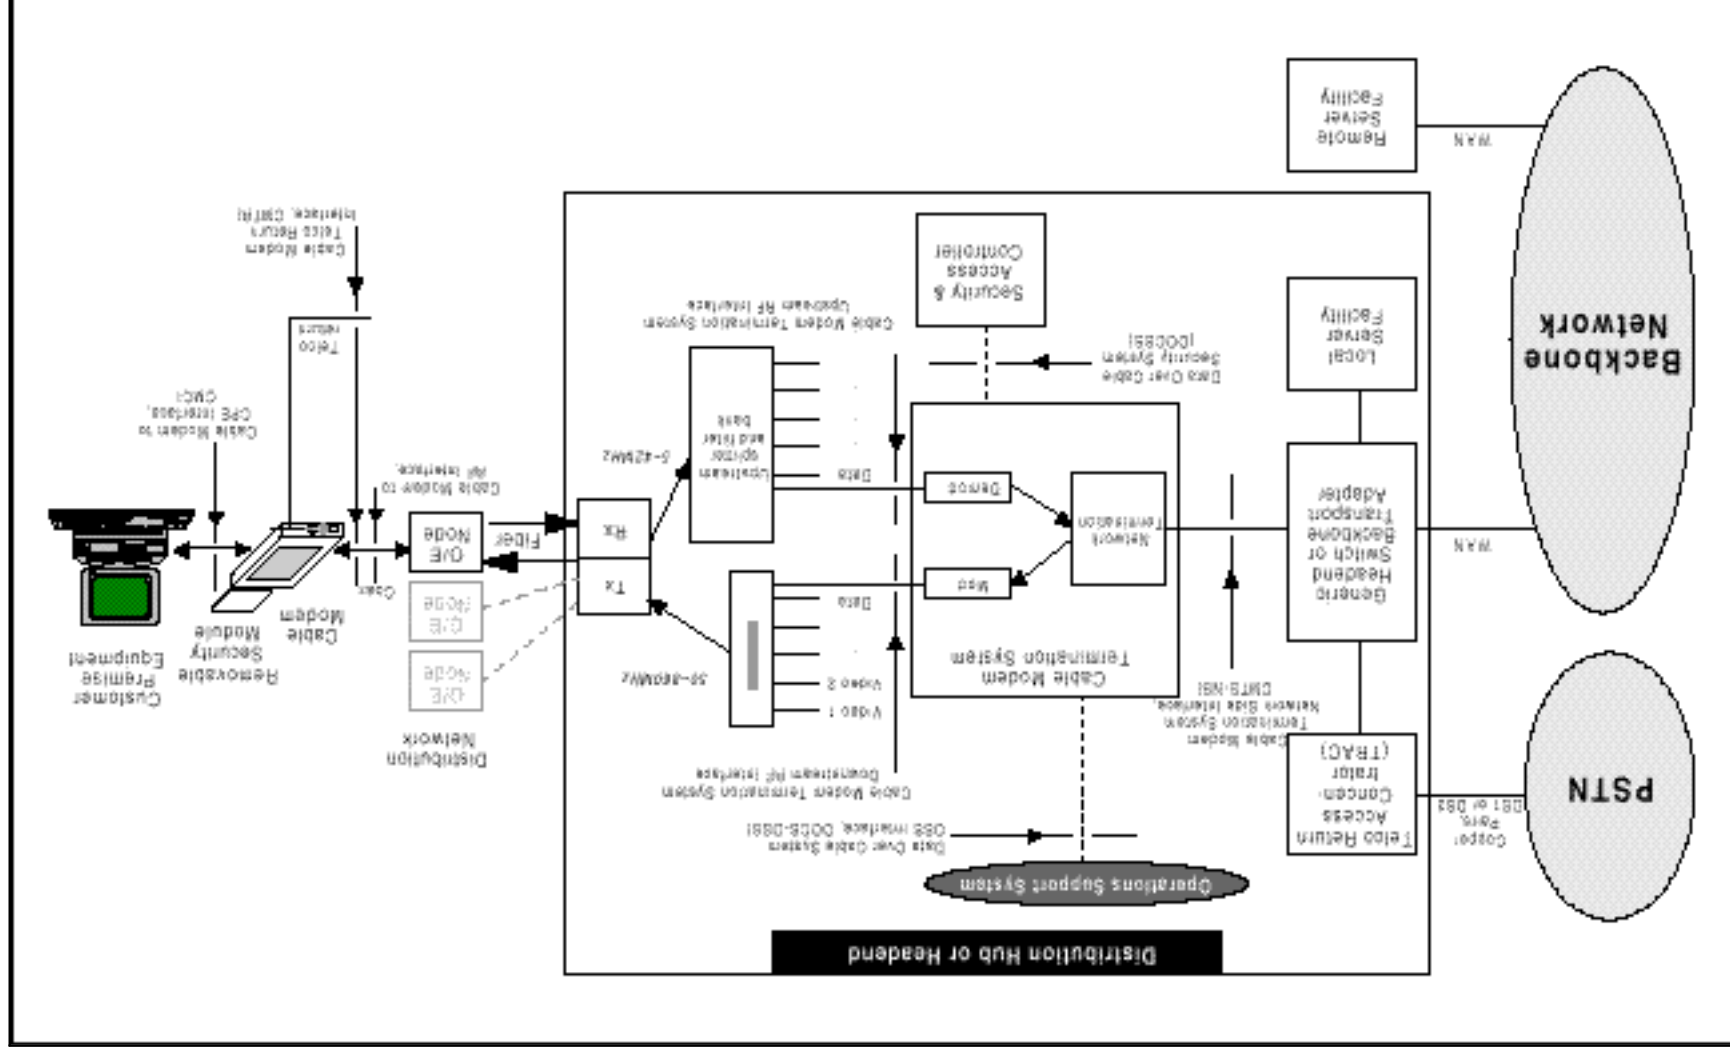 Distribution Hub or Headend
Operations Support System
Data Over Cable System
OSS Interface, DOCS-OSSI
PSTN
Copper
Pairs,
DS1 or DS3
Telco Return
Access
Concen-
trator
(TRAC)
Cable Modem
Termination System
Network Side Interface,
CMTS-NSI
Cable Modem Termination System
Downstream RF Interface
Distribution
Network
Backbone
Network
WAN
Generic
Headend
Switch or
Backbone
Transport
Adapter
Cable Modem
Termination System
Network
Termination
Mod
Demod
Video 1
Video 2
Data
Data
50-860MHz
Tx
Rx
O/E
Node
O/E
Node
O/E
Node
Fiber
Coax
Cable
Modem
Removable
Security
Module
Customer
Premise
Equipment
Local
Server
Facility
Data Over Cable
Security System
(DOCSS)
Security &
Access
Controller
Upstream
splitter
and filter
bank
5-42MHz
Cable Modem Termination System
Upstream RF Interface
Cable Modem to
RF Interface,
Cable Modem to
CPE Interface,
CMCI
Telco
return
Cable Modem
Telco Return
Interface, CMTRI
WAN
Remote
Server
Facility